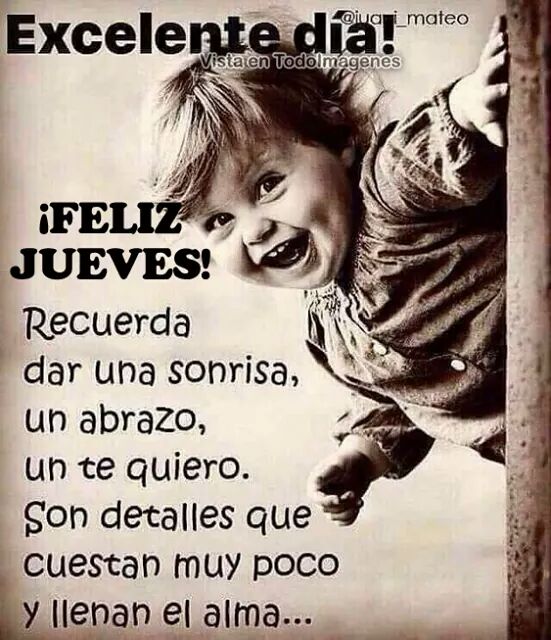 @juari_mateo
Excelente día!
Vista en TodoImágenes
¡FELIZ
JUEVES!
Recuerda
dar una sonrisa,
un abrazo,
un te quiero.
Son detalles que
cuestan muy poco
y llenan el alma...